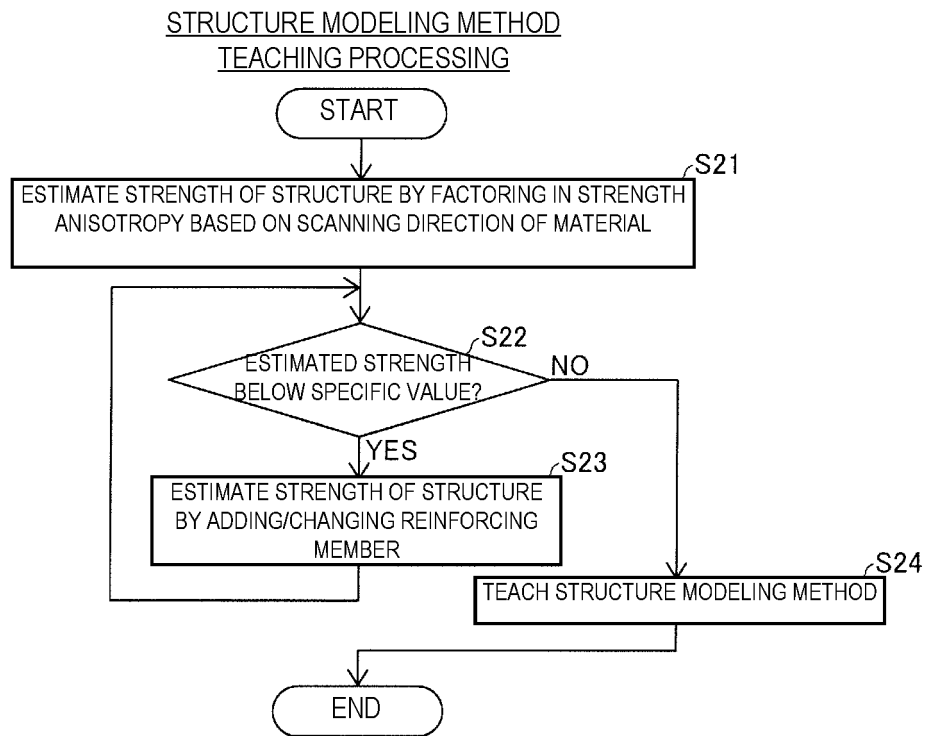 STRUCTURE MODELING METHOD
TEACHING PROCESSING
START
S21
ESTIMATE STRENGTH OF STRUCTURE BY FACTORING IN STRENGTH
ANISOTROPY BASED ON SCANNING DIRECTION OF MATERIAL
S22
ESTIMATED STRENGTH
BELOW SPECIFIC VALUE?
NO
YES
S23
ESTIMATE STRENGTH OF STRUCTURE
BY ADDING/CHANGING REINFORCING
MEMBER
S24
TEACH STRUCTURE MODELING METHOD
END